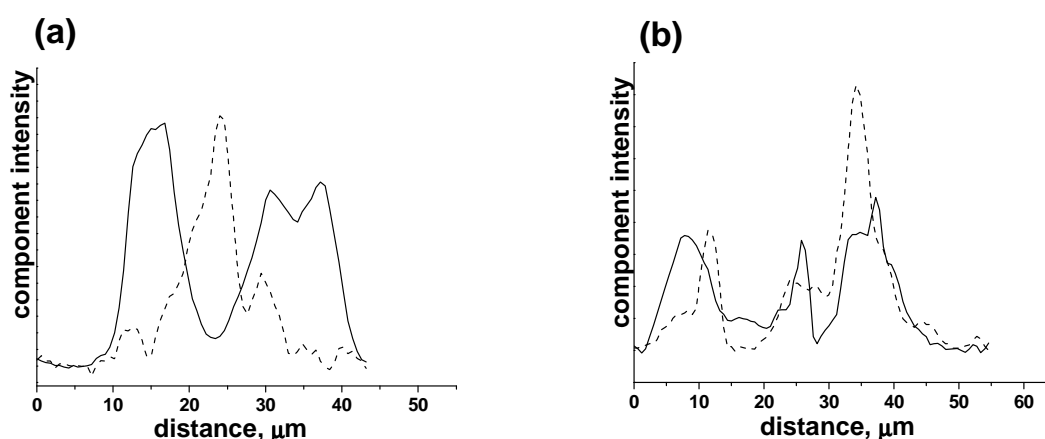 (a)
component intensity
0 10 20 30 40 50
distance, μm
(b)
component intensity
0 10 20 30 40 50 60
distance, μm